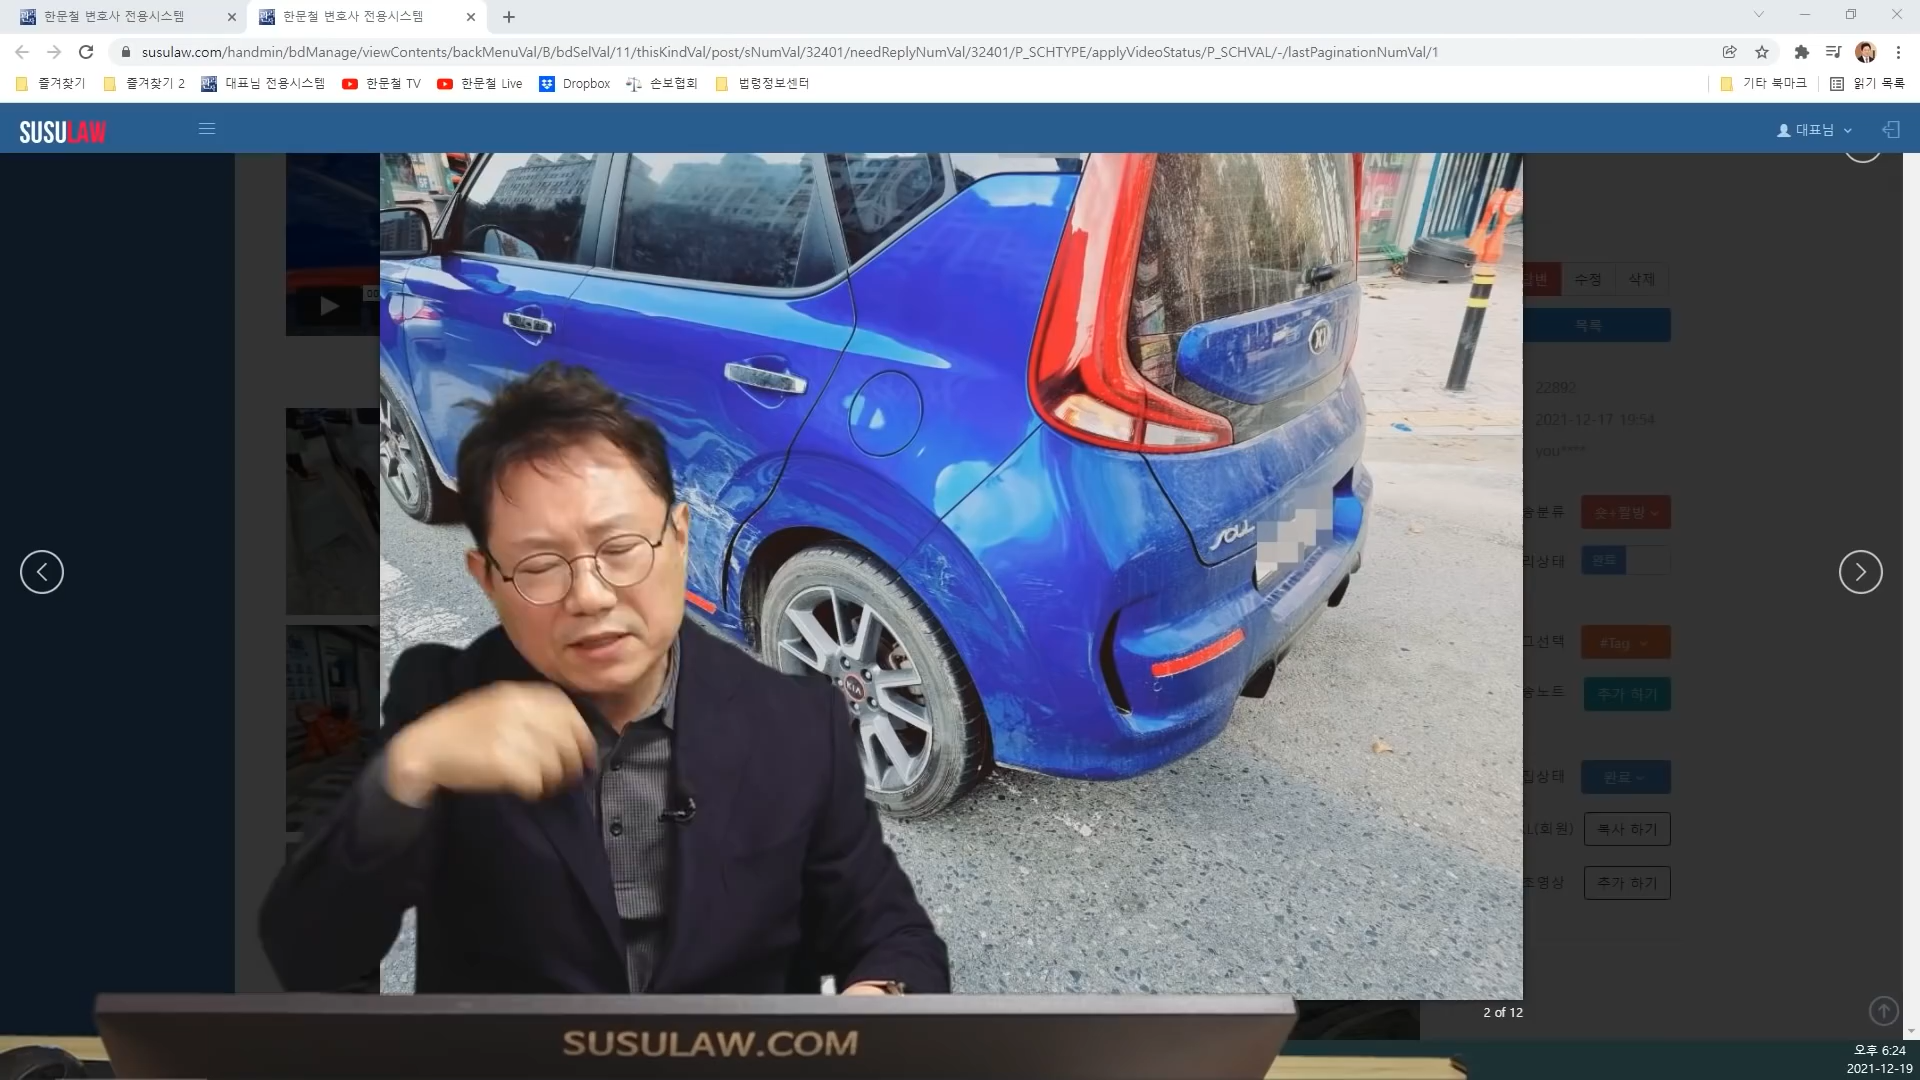 한문철 변호사 전용시스템
한문철 변호사 전용시스템
susulaw.com/handmin/bdManage/viewContents/backMenuVal/B/bdSelVal/11/thisKindVal/post/sNumVal/32401/needReplyNumVal/32401/P_SCHTYPE/applyVideoStatus/P_SCHVAL/-/lastPaginationNumVal/1
즐겨찾기 즐겨찾기 2 대표님 전용시스템 한문철 TV 한문철 Live Dropbox 손보협회 법령정보센터 기타 북마크 읽기 목록
SUSULAW 대표님
수정 삭제
목록
22892
2021-12-17 19:54
you****
완료
#Tag
추가 하기
완료
복사 하기
추가 하기
SOUL
KIA
2 of 12
SUSULAW.COM
오후 6:24
2021-12-19